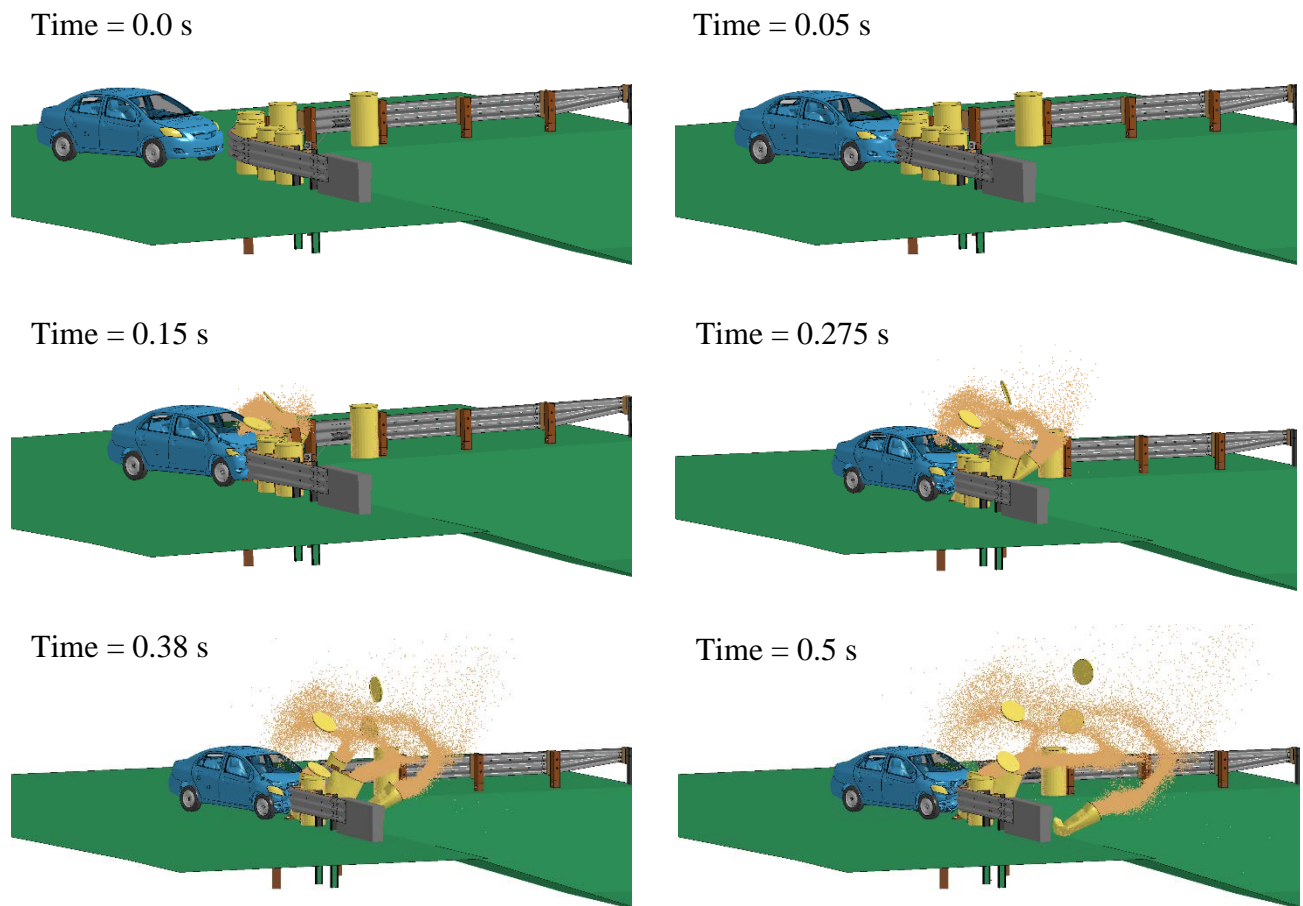 Time = 0.0 s
Time = 0.05 s
Time = 0.15 s
Time = 0.275 s
Time = 0.38 s
Time = 0.5 s